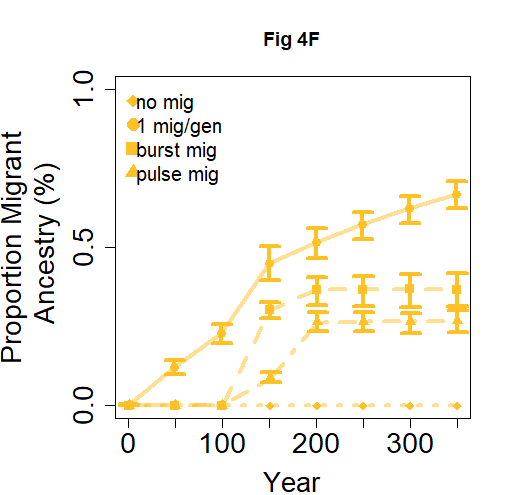 Fig 4F
no mig
1 mig/gen
burst mig
pulse mig
Proportion Migrant
Ancestry (%)
1.0
0.5
0.0
0 100 200 300
Year